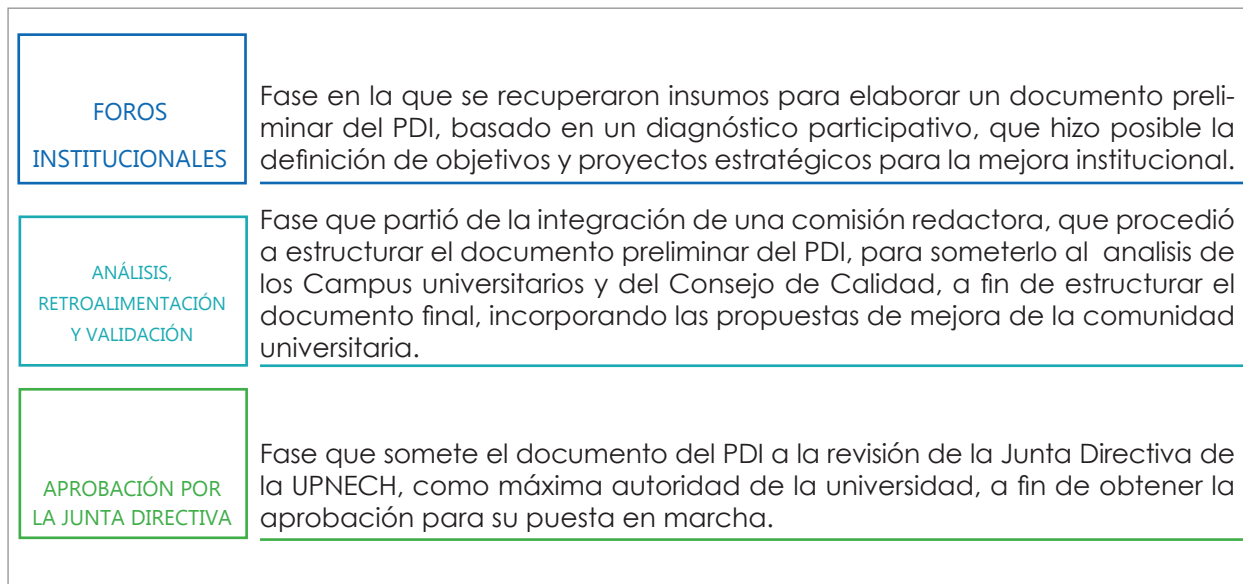 FOROS
INSTITUCIONALES
Fase en la que se recuperaron insumos para elaborar un documento preli-
minar del PDI, basado en un diagnóstico participativo, que hizo posible la
definición de objetivos y proyectos estratégicos para la mejora institucional.
ANÁLISIS,
RETROALIMENTACIÓN
Y VALIDACIÓN
Fase que partió de la integración de una comisión redactora, que procedió
a estructurar el documento preliminar del PDI, para someterlo al analisis de
los Campus universitarios y del Consejo de Calidad, a fin de estructurar el
documento final, incorporando las propuestas de mejora de la comunidad
universitaria.
APROBACIÓN POR
LA JUNTA DIRECTIVA
Fase que somete el documento del PDI a la revisión de la Junta Directiva de
la UPNECH, como máxima autoridad de la universidad, a fin de obtener la
aprobación para su puesta en marcha.